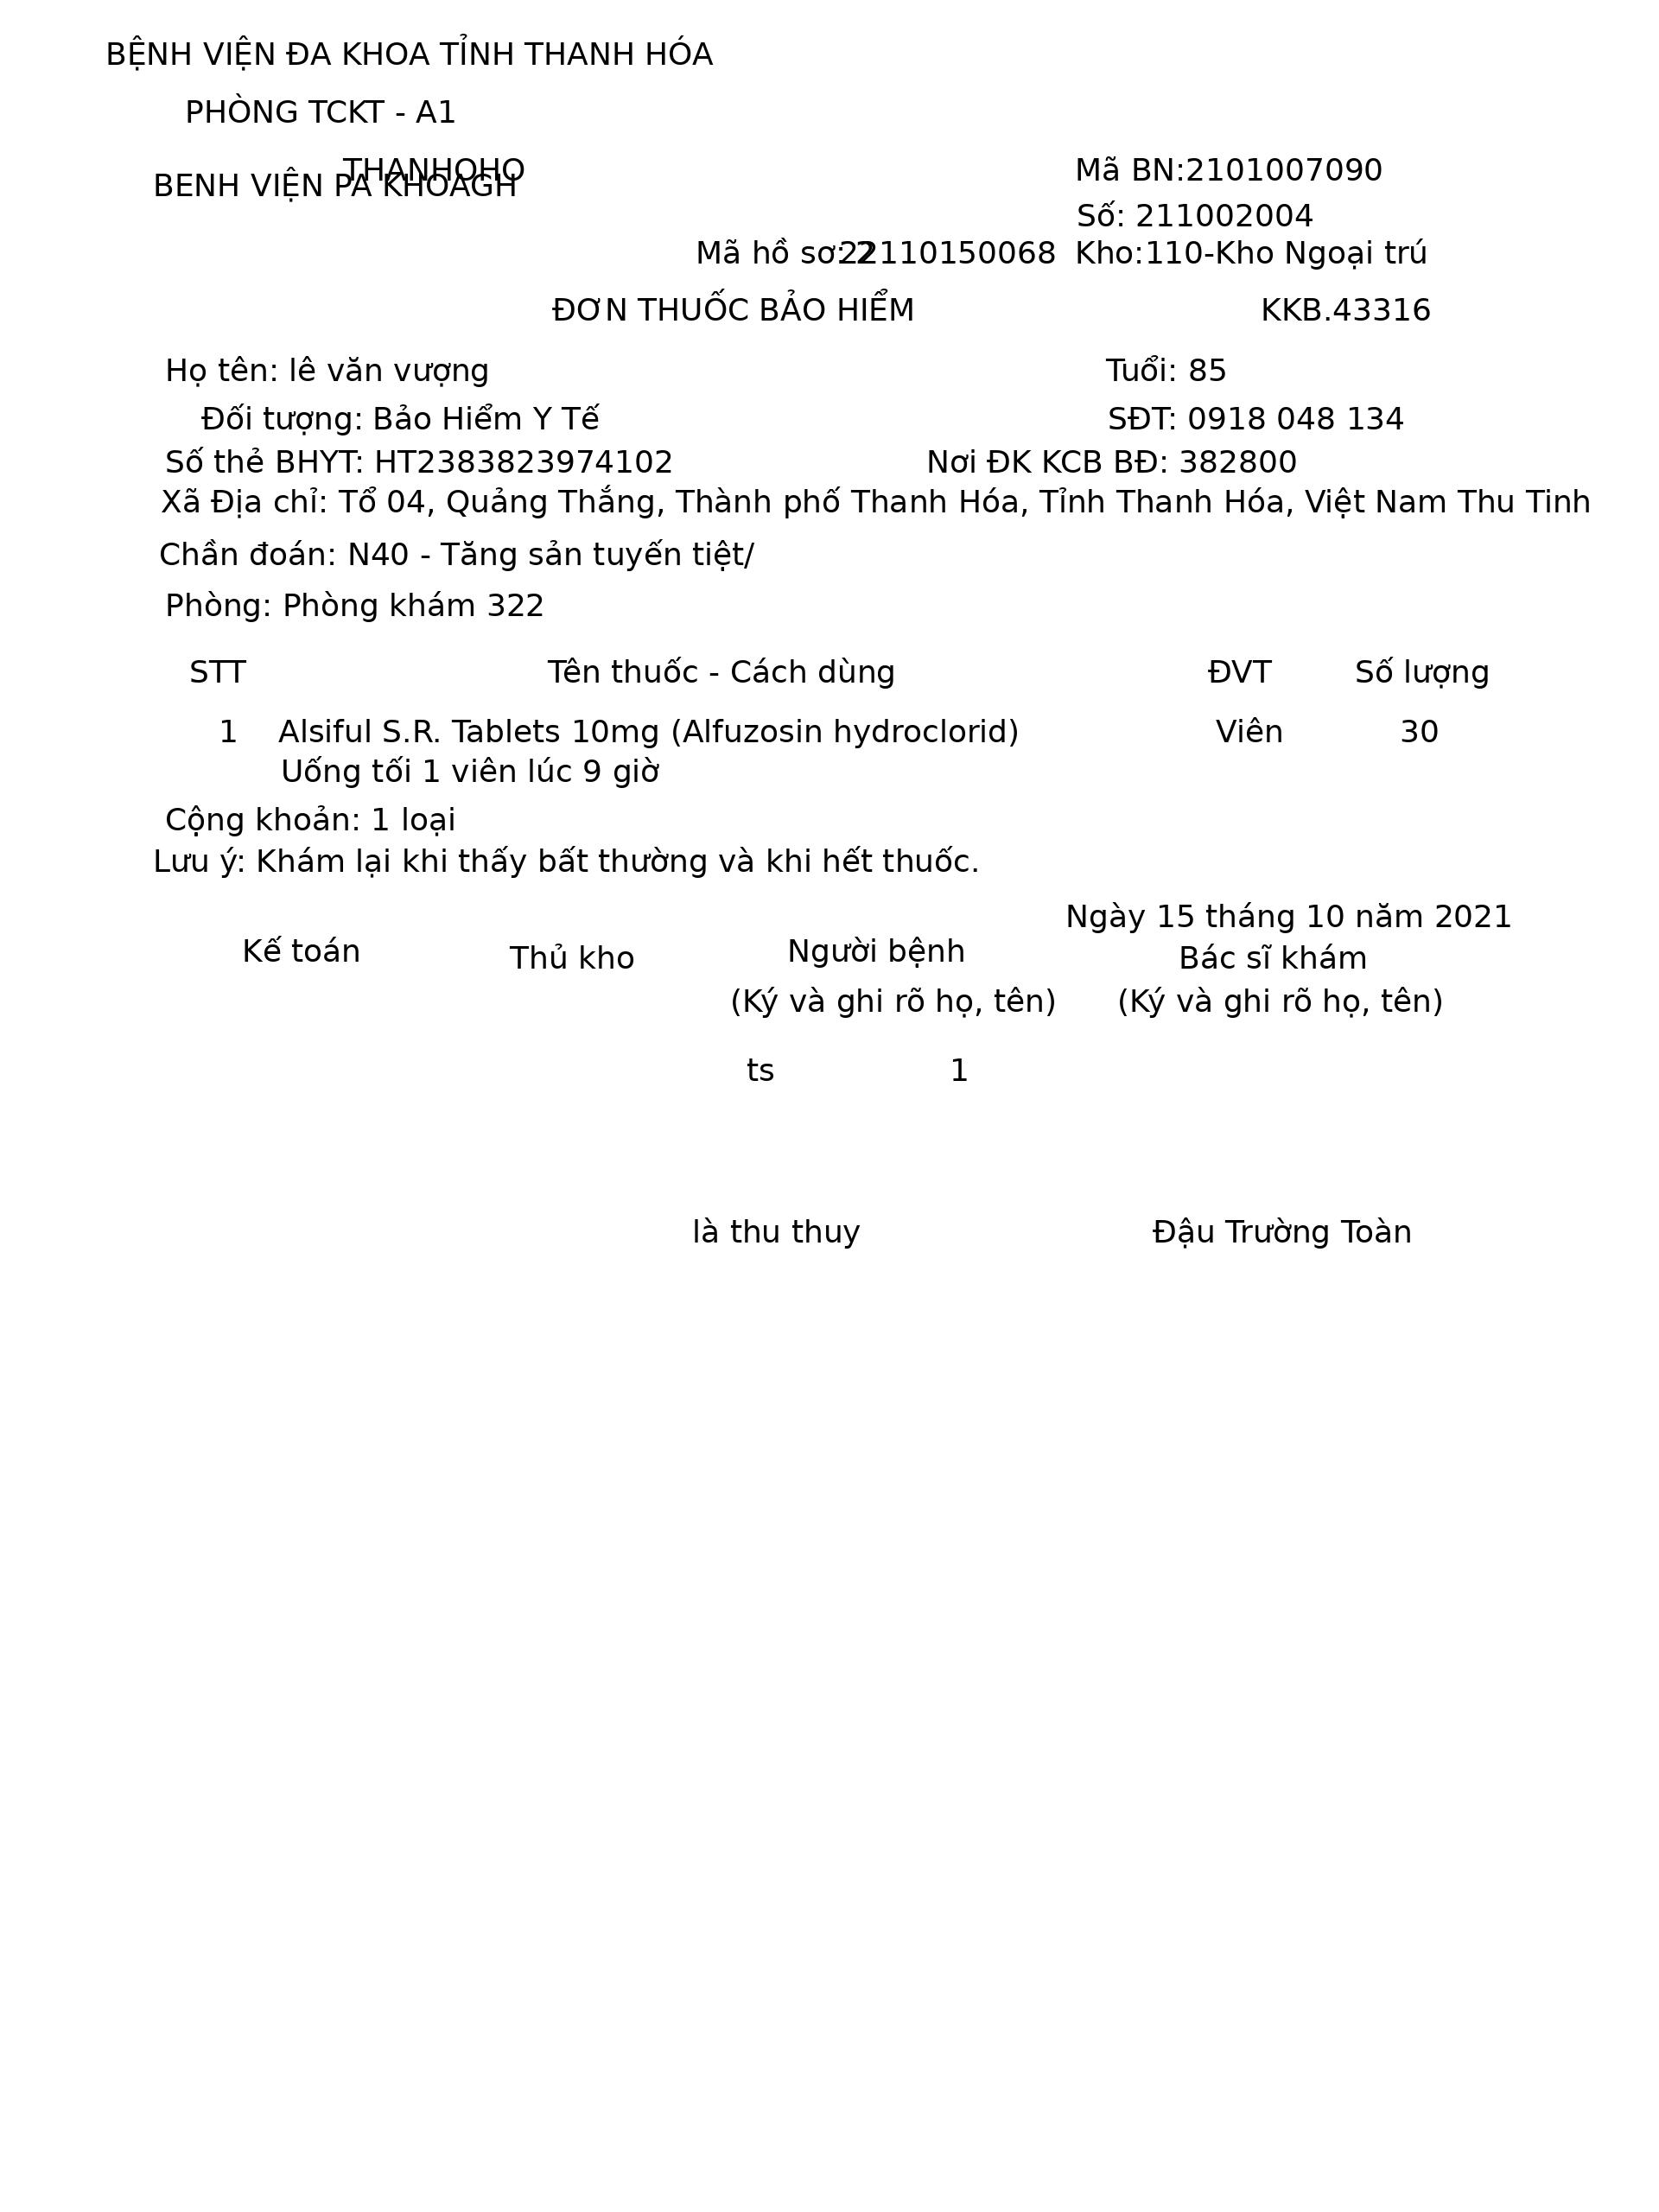 BỆNH VIỆN ĐA KHOA TỈNH THANH HÓA
PHÒNG TCKT - A1
THANHOHO Mã BN:2101007090
BENH VIỆN PA KHOAGH
Số: 211002004
Mã hồ sơ: 22110150068 Kho:110-Kho Ngoại trú
ĐƠN THUỐC BẢO HIỂM KKB.43316
Họ tên: lê văn vượng Tuổi: 85
Đối tượng: Bảo Hiểm Y Tế SĐT: 0918 048 134
Số thẻ BHYT: HT2383823974102 Nơi ĐK KCB BĐ: 382800
Xã Địa chỉ: Tổ 04, Quảng Thắng, Thành phố Thanh Hóa, Tỉnh Thanh Hóa, Việt Nam Thu Tinh
Chần đoán: N40 - Tăng sản tuyến tiệt/
Phòng: Phòng khám 322
STT Tên thuốc - Cách dùng ĐVT Số lượng
1 Alsiful S.R. Tablets 10mg (Alfuzosin hydroclorid) Viên 30
Uống tối 1 viên lúc 9 giờ
Cộng khoản: 1 loại
Lưu ý: Khám lại khi thấy bất thường và khi hết thuốc.
Ngày 15 tháng 10 năm 2021
Kế toán Thủ kho Người bệnh Bác sĩ khám
(Ký và ghi rõ họ, tên) (Ký và ghi rõ họ, tên)
ts 1
là thu thuy Đậu Trường Toàn